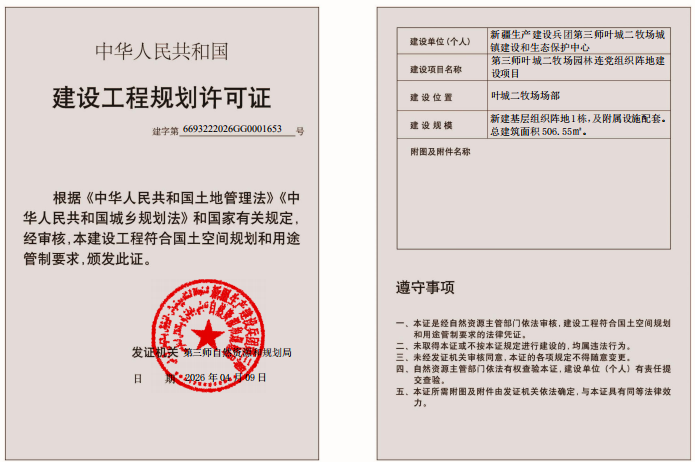 中华人民共和国
建设工程规划许可证
建字第 6693222026GG0001653 号
根据《中华人民共和国土地管理法》《中
华人民共和国城乡规划法》和国家有关规定，
经审核，本建设工程符合国土空间规划和用途
管制要求，颁发此证。
发证机关 第三师自然资源和规划局
日 期 2026 年 04 月 09 日
建设单位(个人) 新疆生产建设兵团第三师叶城二牧场城
镇建设和生态保护中心
建设项目名称 第三师叶城二牧场园林连党组织阵地建
设项目
建设位置 叶城二牧场场部
建设规模 新建基层组织阵地1栋，及附属设施配套。
总建筑面积506.55㎡。
附图及附件名称
遵守事项
一、本证是经自然资源主管部门依法审核，建设工程符合国土空间规划
和用途管制要求的法律凭证。
二、未取得本证或不按本证规定进行建设的，均属违法行为。
三、未经发证机关审核同意，本证的各项规定不得随意变更。
四、自然资源主管部门依法有权查验本证，建设单位（个人）有责任提
交查验。
五、本证所需附图及附件由发证机关依法确定，与本证具有同等法律效
力。